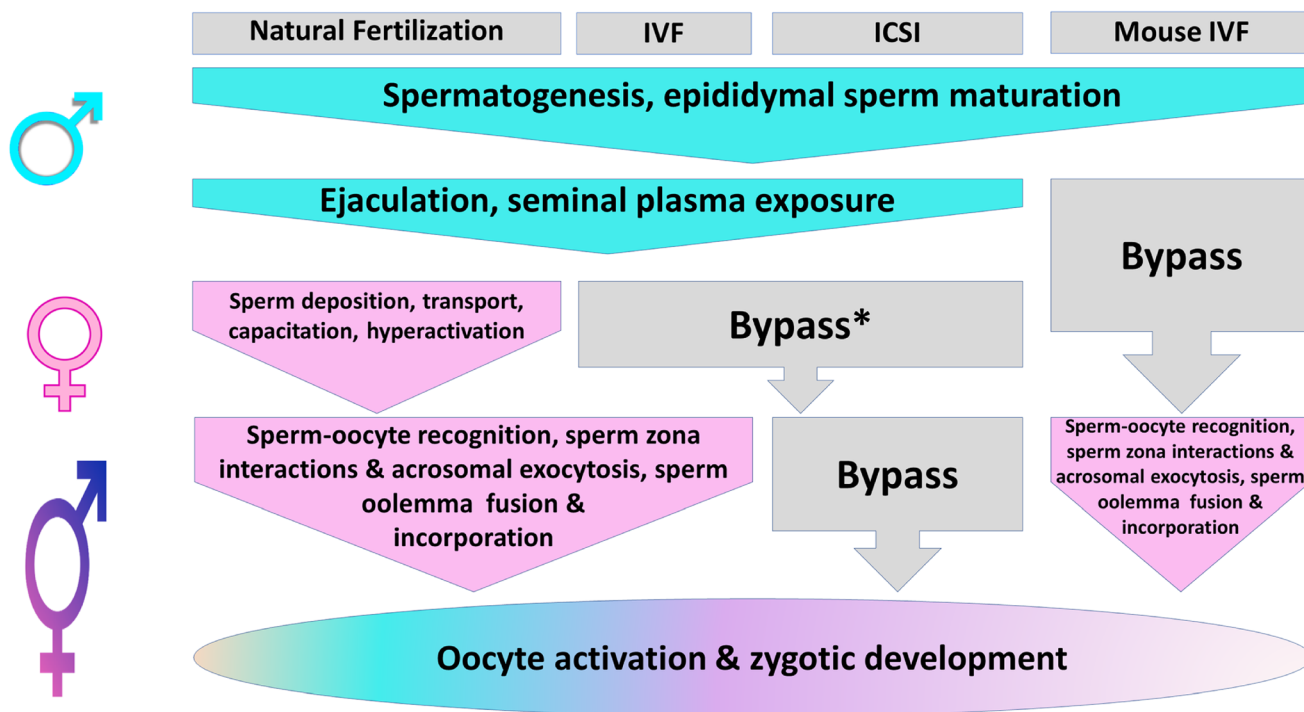 Natural Fertilization
IVF
ICSI
Mouse IVF
Spermatogenesis, epididymal sperm maturation
Ejaculation, seminal plasma exposure
Bypass
Sperm deposition, transport,
capacitation, hyperactivation
Bypass*
Sperm-oocyte recognition, sperm zona
interactions & acrosomal exocytosis, sperm
oolemma fusion &
incorporation
Bypass
Sperm-oocyte recognition,
sperm zona interactions &
acrosomal exocytosis, sperm
oolemma fusion &
incorporation
Oocyte activation & zygotic development